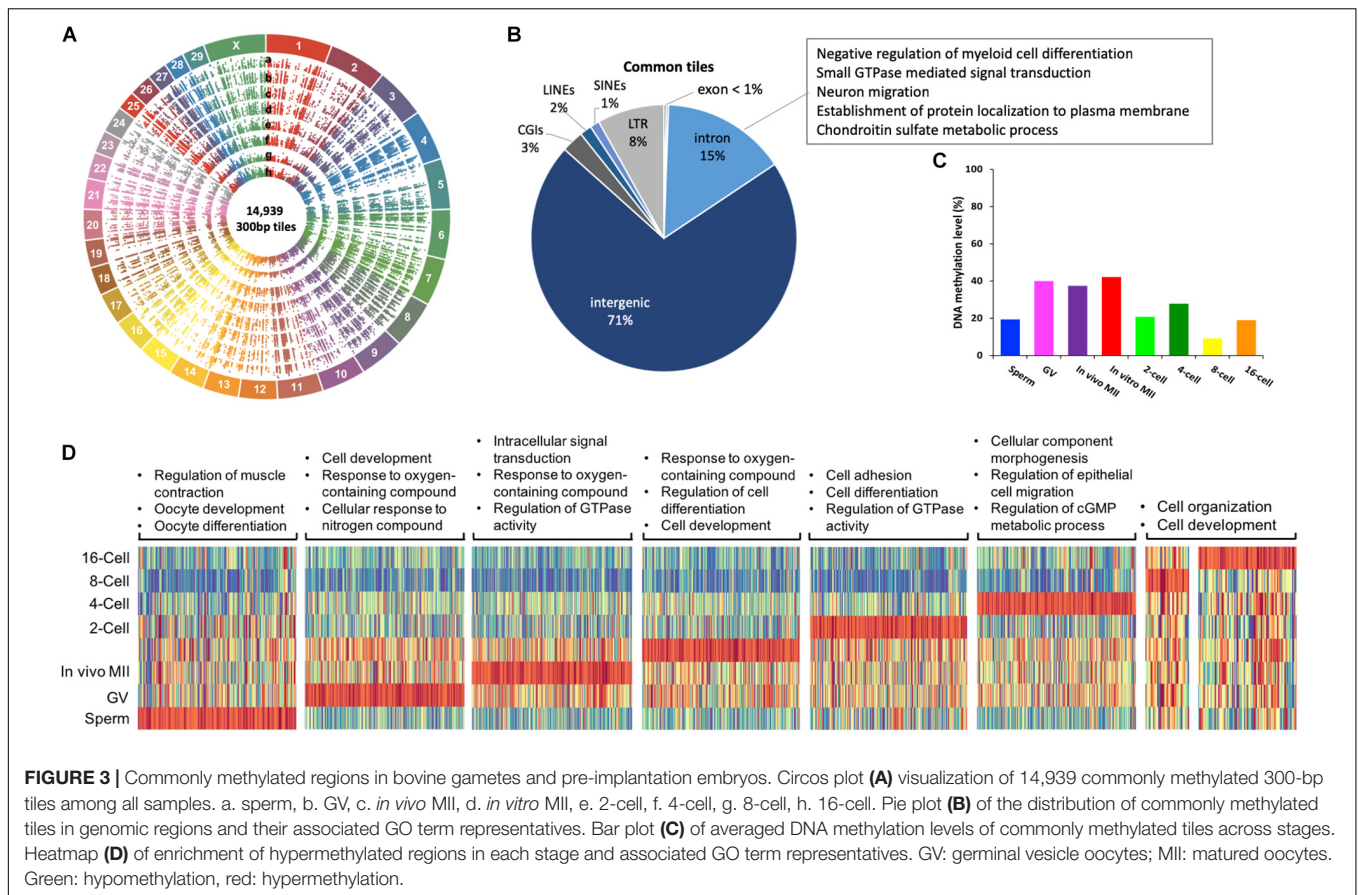 A
X
1
2
3
4
5
6
7
8
9
10
11
12
13
14
15
16
17
18
19
20
21
22
23
24
25
26
27
28
29
a
b
c
d
e
f
g
h
14,939
300bp tiles
B
Common tiles
exon < 1%
intron
15%
intergenic
71%
CGIs
3%
LINEs
2%
SINEs
1%
LTR
8%
Negative regulation of myeloid cell differentiation
Small GTPase mediated signal transduction
Neuron migration
Establishment of protein localization to plasma membrane
Chondroitin sulfate metabolic process
C
DNA methylation level (%)
100
80
60
40
20
0
Sperm
GV
In vivo MII
In vitro MII
2-cell
4-cell
8-cell
16-cell
D
• Regulation of muscle
contraction
• Oocyte development
• Oocyte differentiation
• Cell development
• Response to oxygen-
containing compound
• Cellular response to
nitrogen compound
• Intracellular signal
transduction
• Response to oxygen-
containing compound
• Regulation of GTPase
activity
• Response to oxygen-
containing compound
• Regulation of cell
differentiation
• Cell development
• Cell adhesion
• Cell differentiation
• Regulation of GTPase
activity
• Cellular component
morphogenesis
• Regulation of epithelial
cell migration
• Regulation of cGMP
metabolic process
• Cell organization
• Cell development
16-Cell
8-Cell
4-Cell
2-Cell
In vivo MII
GV
Sperm
FIGURE 3 | Commonly methylated regions in bovine gametes and pre-implantation embryos. Circos plot (A) visualization of 14,939 commonly methylated 300-bp
tiles among all samples. a. sperm, b. GV, c. in vivo MII, d. in vitro MII, e. 2-cell, f. 4-cell, g. 8-cell, h. 16-cell. Pie plot (B) of the distribution of commonly methylated
tiles in genomic regions and their associated GO term representatives. Bar plot (C) of averaged DNA methylation levels of commonly methylated tiles across stages.
Heatmap (D) of enrichment of hypermethylated regions in each stage and associated GO term representatives. GV: germinal vesicle oocytes; MII: matured oocytes.
Green: hypomethylation, red: hypermethylation.